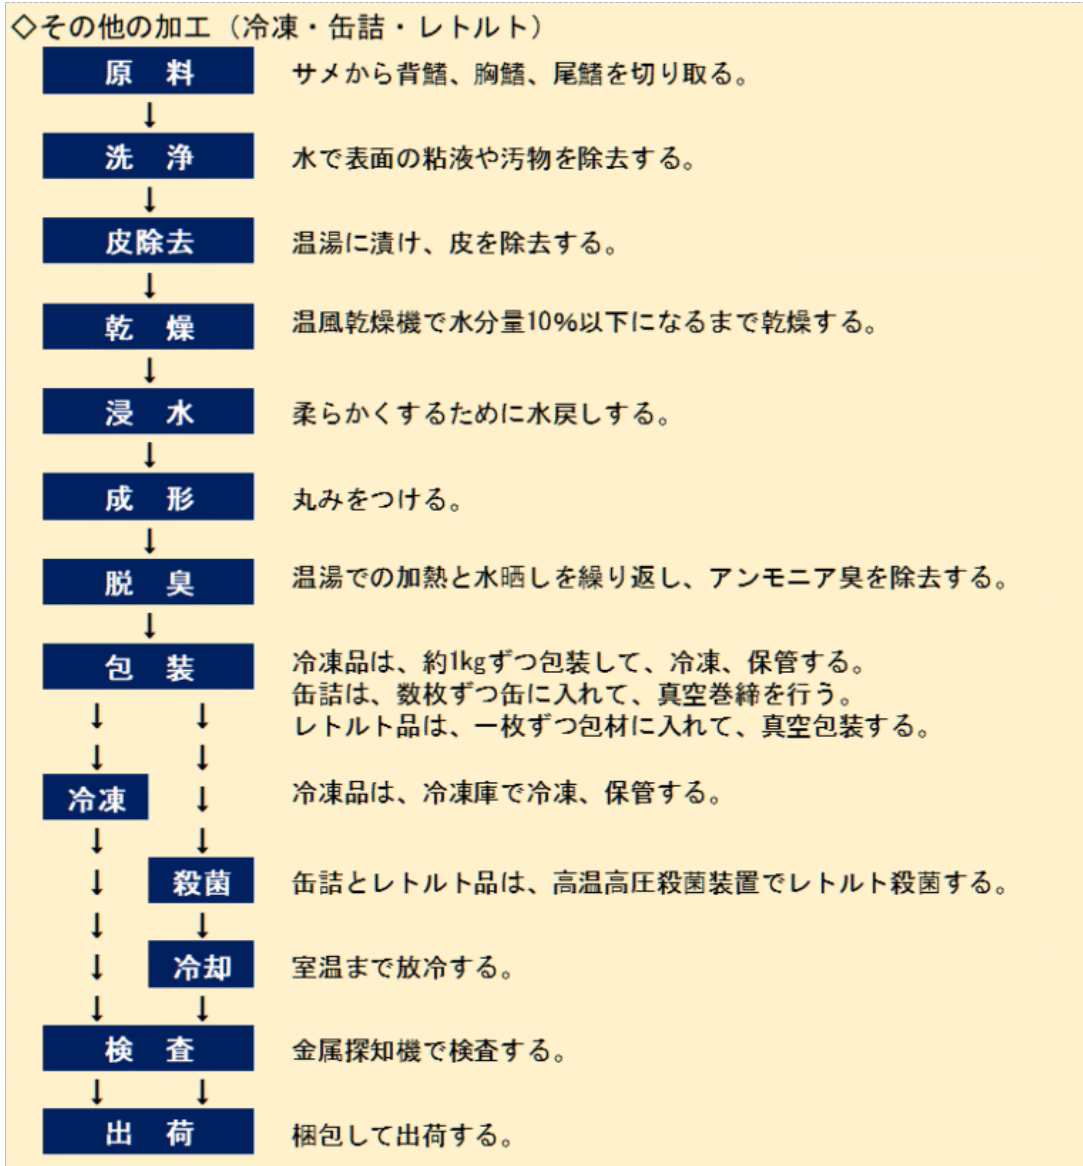 ◇その他の加工（冷凍・缶詰・レトルト）
原　料　サメから背鰭、胸鰭、尾鰭を切り取る。
↓
洗　浄　水で表面の粘液や汚物を除去する。
↓
皮除去　温湯に漬け、皮を除去する。
↓
乾　燥　温風乾燥機で水分量10%以下になるまで乾燥する。
↓
浸　水　柔らかくするために水戻しする。
↓
成　形　丸みをつける。
↓
脱　臭　温湯での加熱と水晒しを繰り返し、アンモニア臭を除去する。
↓
包　装　冷凍品は、約1kgずつ包装して、冷凍、保管する。
缶詰は、数枚ずつ缶に入れて、真空巻締を行う。
↓　↓　レトルト品は、一枚ずつ包材に入れて、真空包装する。
↓　↓
冷凍　↓　冷凍品は、冷凍庫で冷凍、保管する。
↓　↓
↓　殺菌　缶詰とレトルト品は、高温高圧殺菌装置でレトルト殺菌する。
↓　↓
↓　冷却　室温まで放冷する。
↓　↓
検　査　金属探知機で検査する。
↓　↓
出　荷　梱包して出荷する。